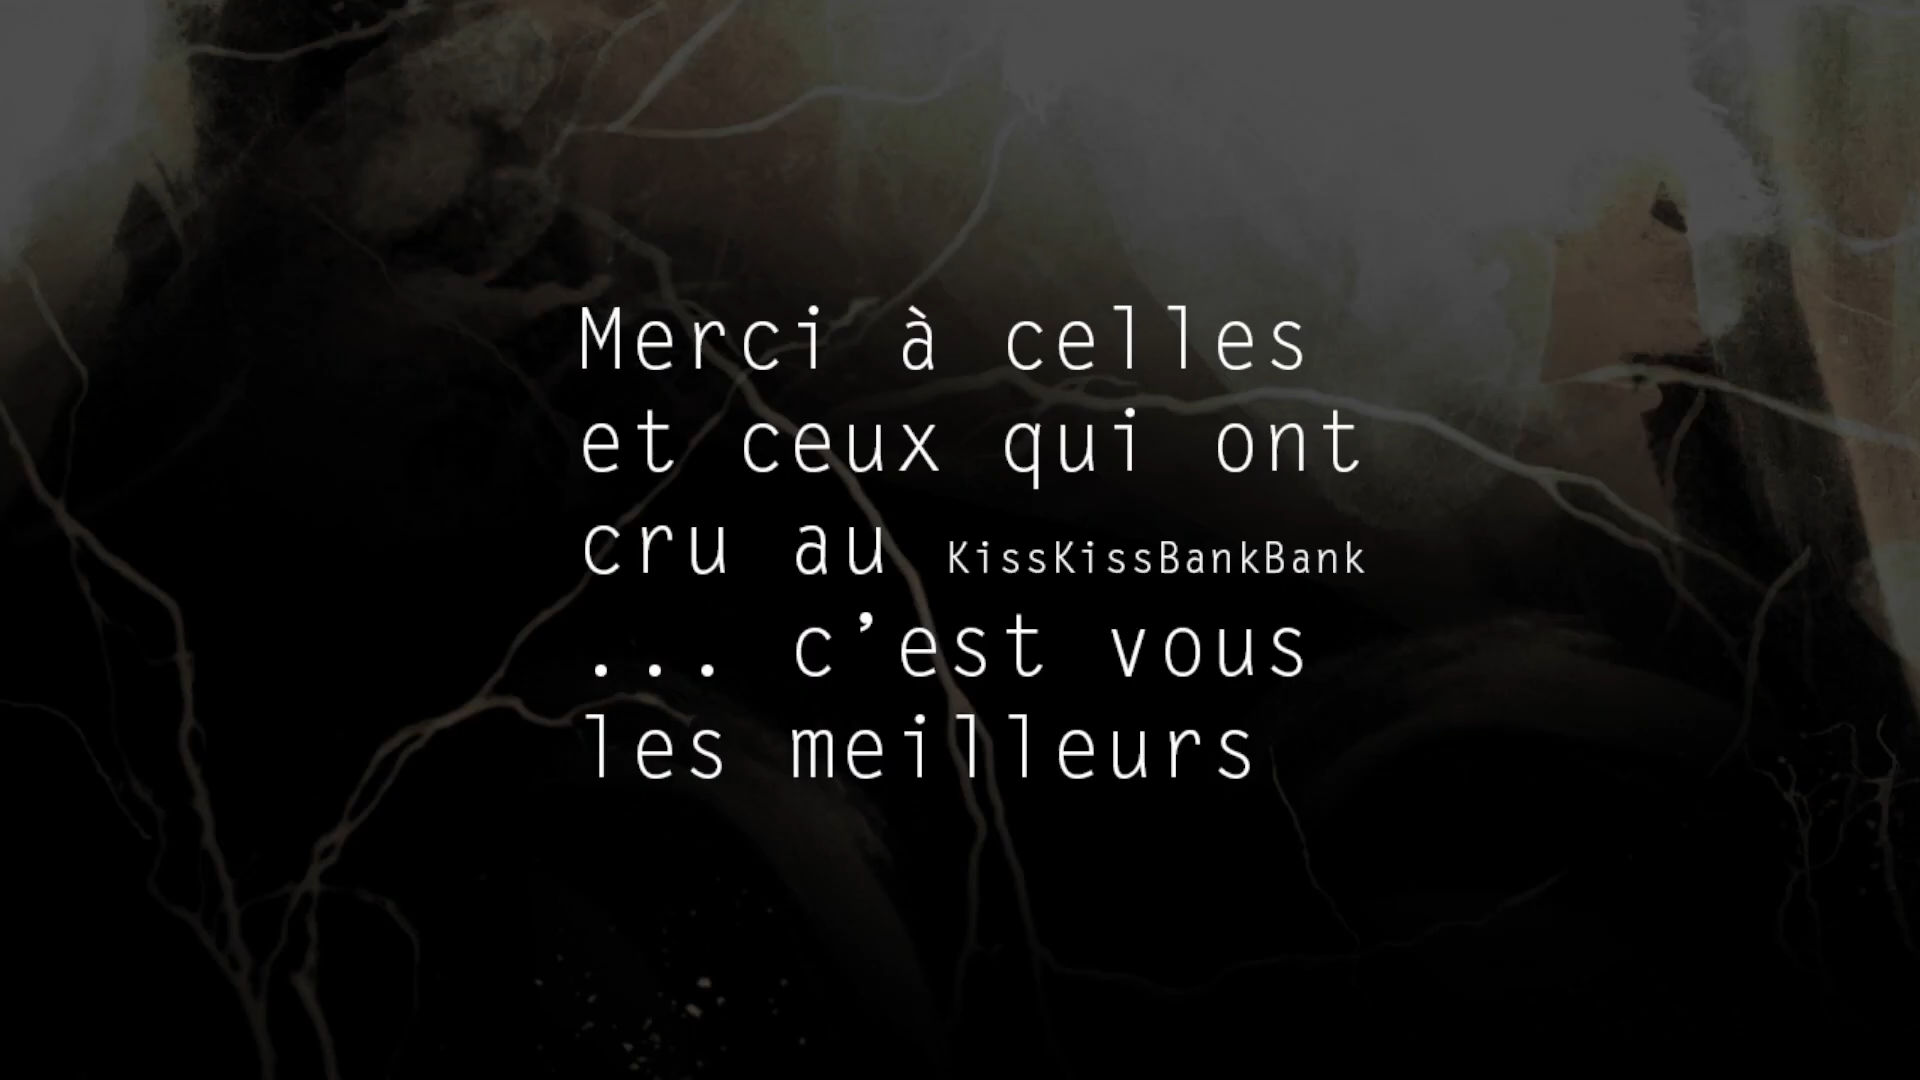 Merci à celles
et ceux qui ont
cru au KissKissBankBank
... c’est vous
les meilleurs